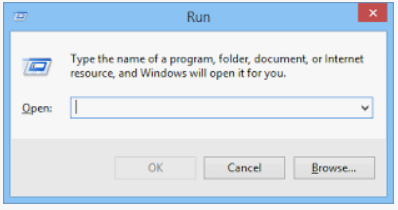 Run
Type the name of a program, folder, document, or Internet
resource, and Windows will open it for you.
Open:
OK Cancel Browse...